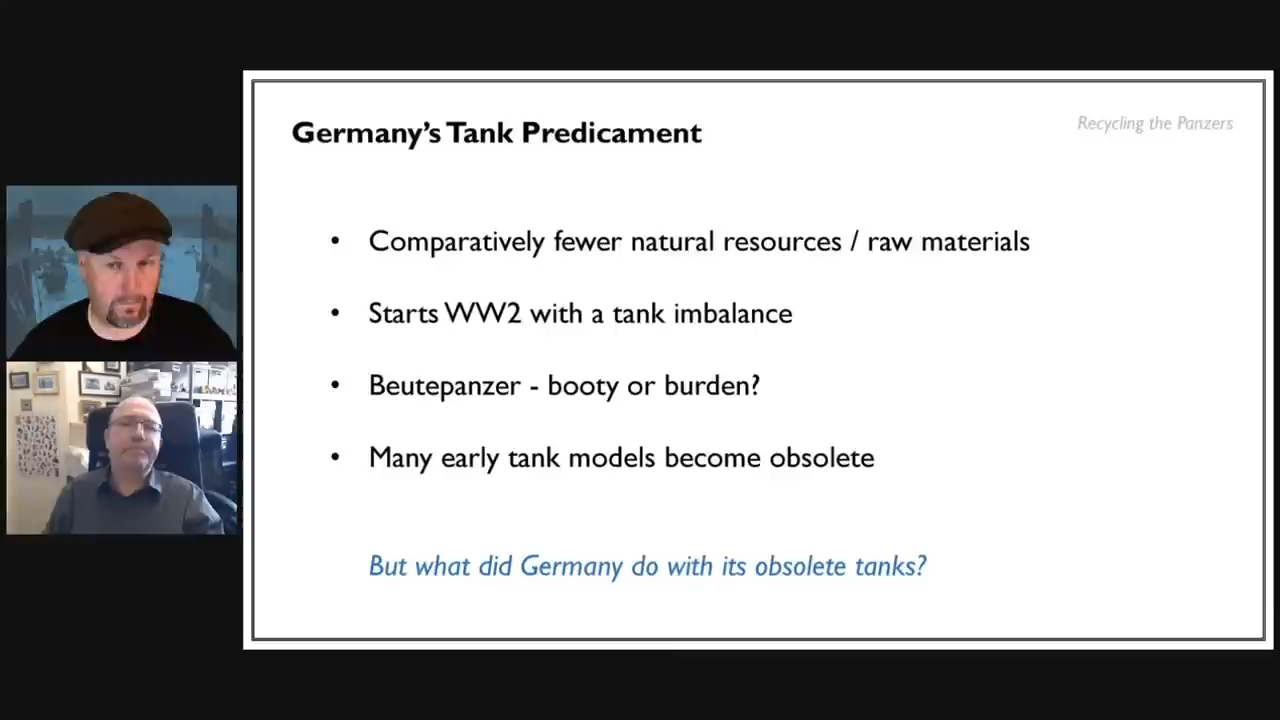 Germany's Tank Predicament
Recycling the Panzers
• Comparatively fewer natural resources / raw materials
• Starts WW2 with a tank imbalance
• Beutepanzer - booty or burden?
• Many early tank models become obsolete
But what did Germany do with its obsolete tanks?